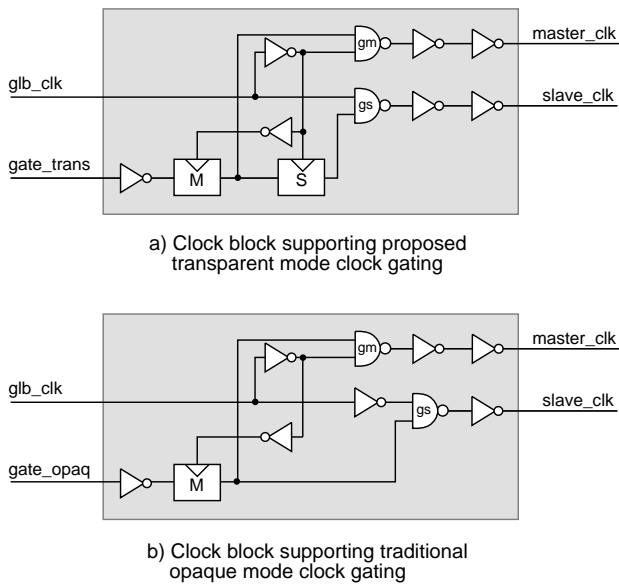 master_clk
gm
glb_clk
slave_clk
gs
gate_trans
M
S
a) Clock block supporting proposed
transparent mode clock gating
master_clk
gm
glb_clk
slave_clk
gs
gate_opaq
M
b) Clock block supporting traditional
opaque mode clock gating